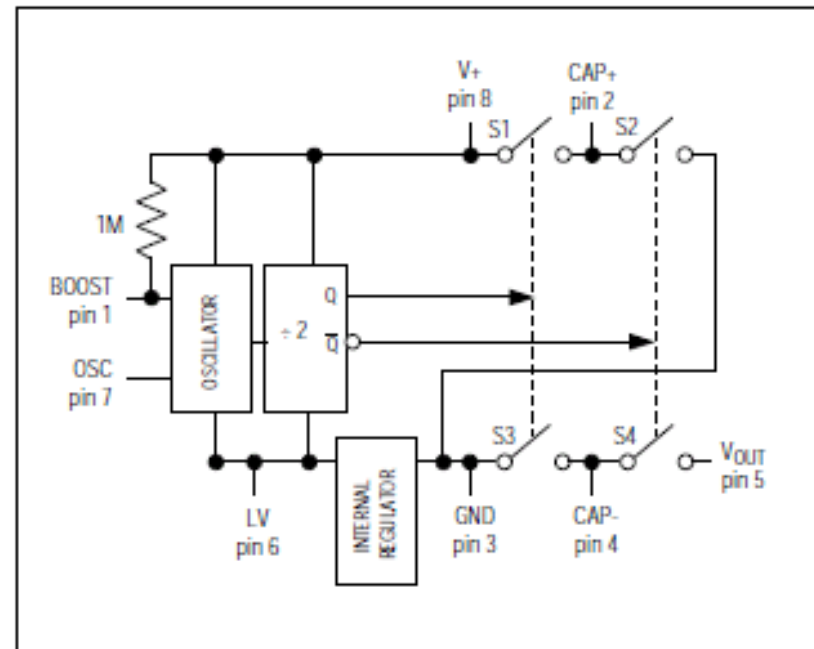 V+
pin 8
CAP+
pin 2
S1
S2
1M
BOOST
pin 1
OSCILLATOR
÷ 2
Q
Q̅
OSC
pin 7
S3
S4
VOUT
pin 5
INTERNAL
REGULATOR
LV
pin 6
GND
pin 3
CAP-
pin 4